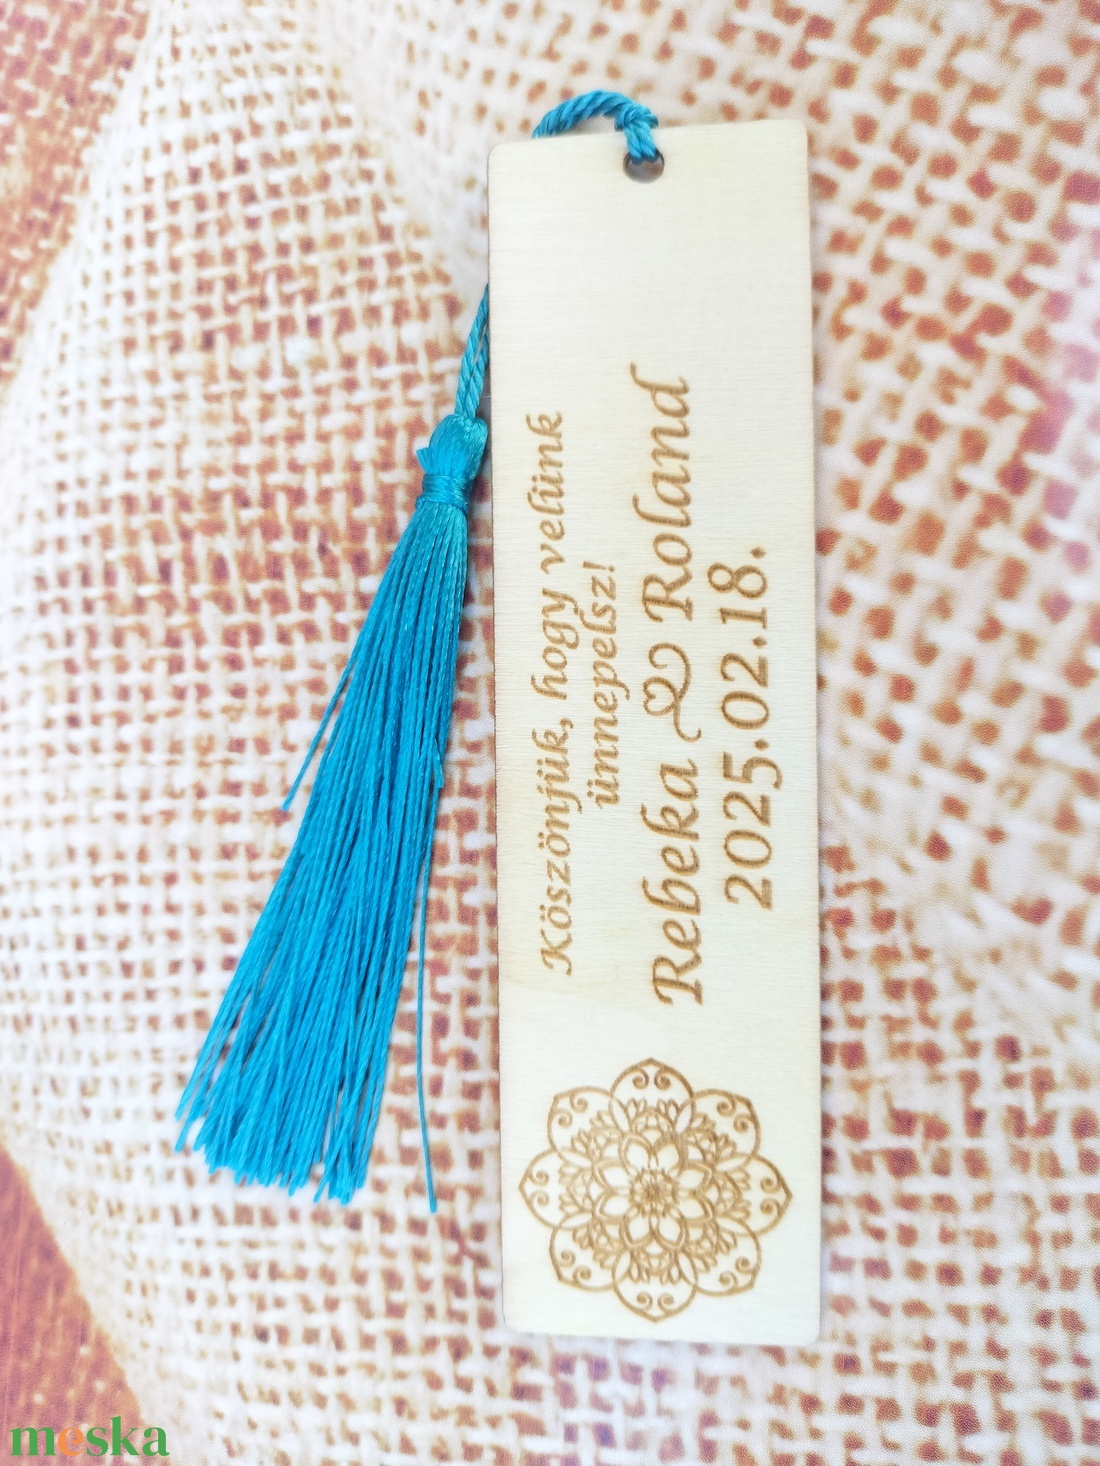 Köszönjük, hogy velünk
ünnepelsz!
Rebeka Roland
2025.02.18.
meska